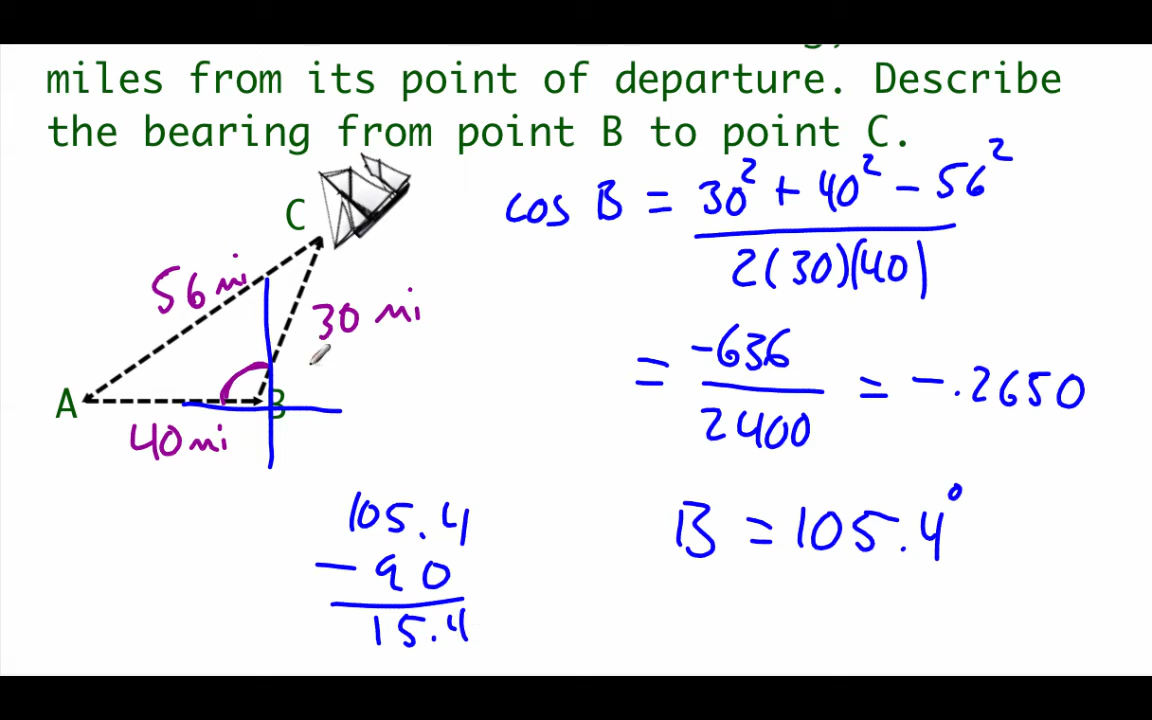 miles from its point of departure. Describe
the bearing from point B to point C.
cos B = 30² + 40² - 56²
2(30)(40)
C
56 mi
30 mi
= -636 / 2400 = -.2650
A
B
40 mi
105.4
- 90
15.4
B = 105.4°